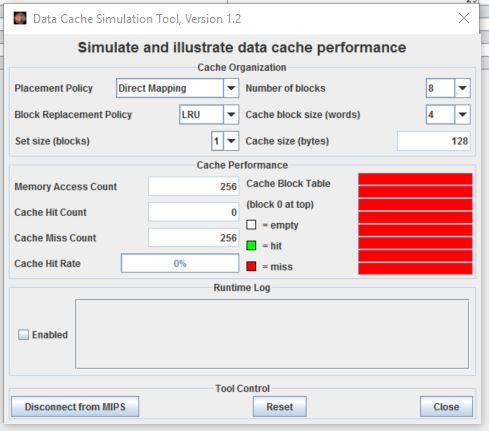 Data Cache Simulation Tool, Version 1.2
Simulate and illustrate data cache performance
Cache Organization
Placement Policy Direct Mapping Number of blocks 8
Block Replacement Policy LRU Cache block size (words) 4
Set size (blocks) 1 Cache size (bytes) 128
Cache Performance
Memory Access Count 256 Cache Block Table
(block 0 at top)
Cache Hit Count 0
= empty
Cache Miss Count 256
= hit
Cache Hit Rate 0% = miss
Runtime Log
Enabled
Tool Control
Disconnect from MIPS Reset Close